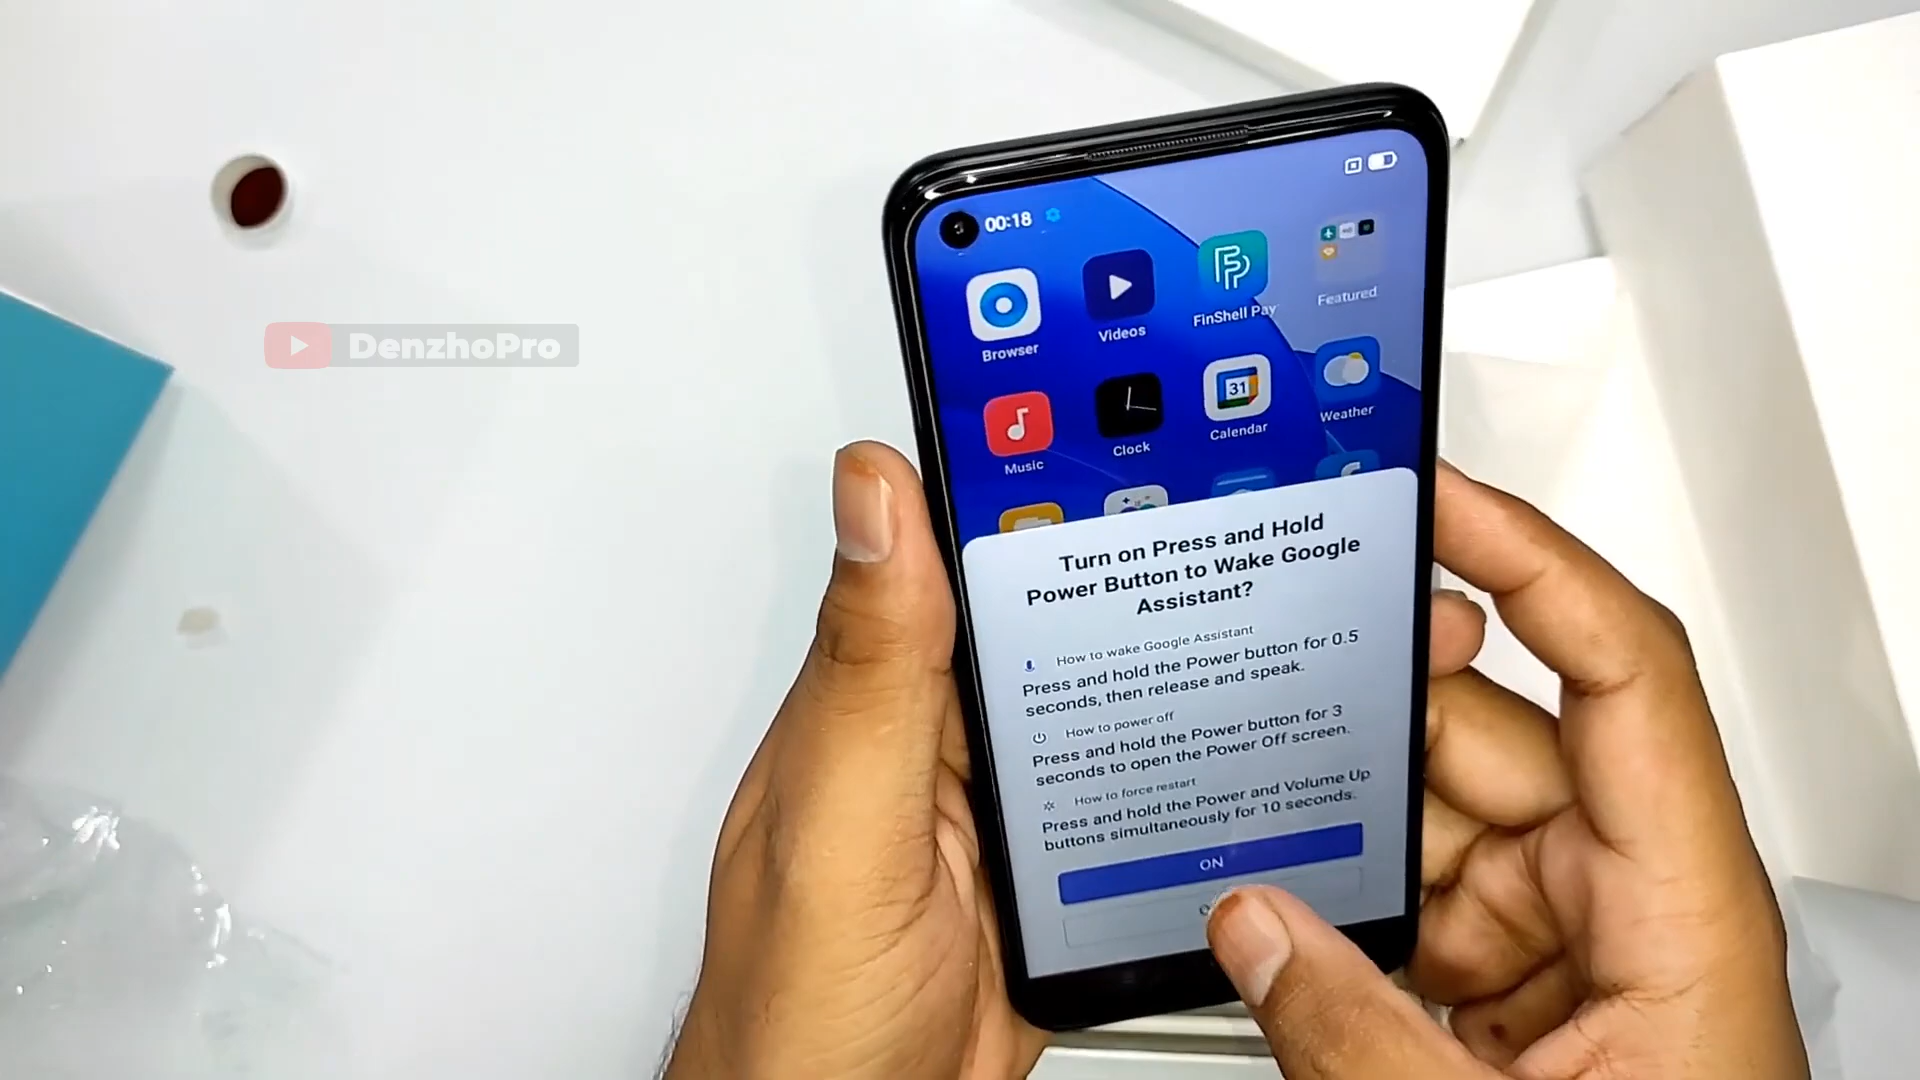 00:18
Browser
Videos
FinShell Pay
Featured
Music
Clock
31
Calendar
Weather
DenzhoPro
Turn on Press and Hold
Power Button to Wake Google
Assistant?
How to wake Google Assistant
Press and hold the Power button for 0.5
seconds, then release and speak.
How to power off
Press and hold the Power button for 3
seconds to open the Power Off screen.
How to force restart
Press and hold the Power and Volume Up
buttons simultaneously for 10 seconds.
ON